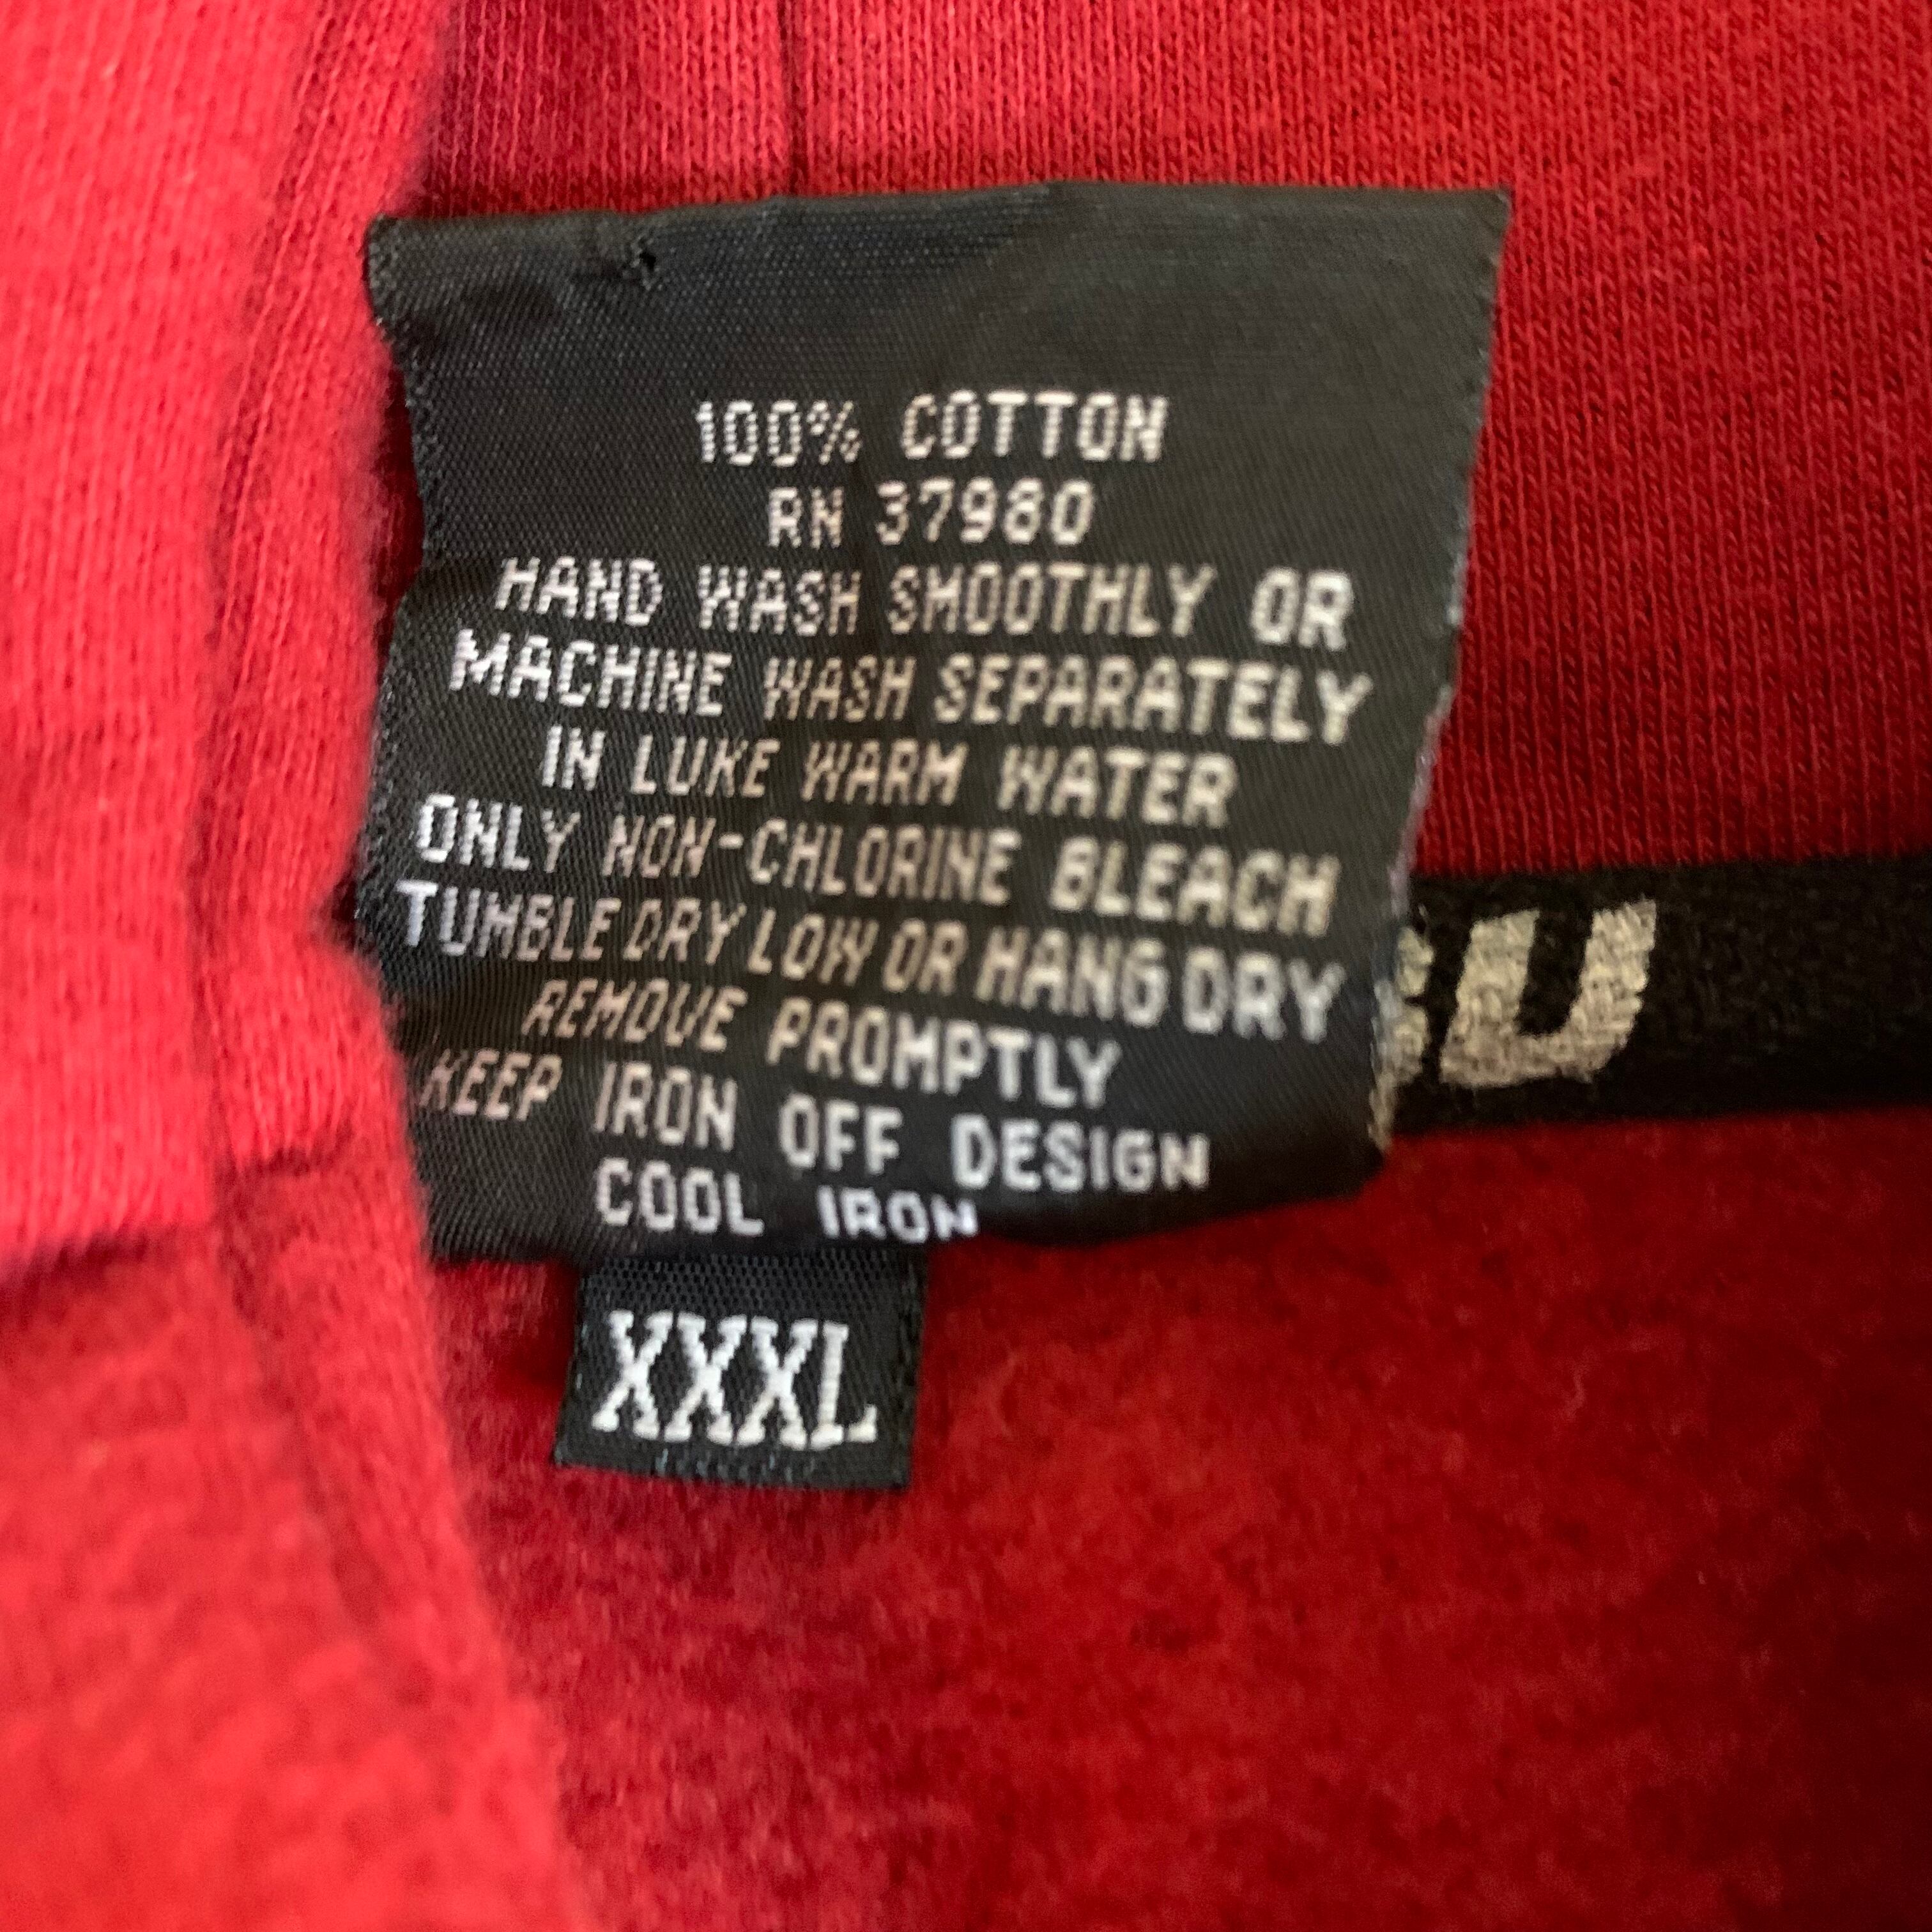 100% COTTON
RN 37980
HAND WASH SMOOTHLY OR
MACHINE WASH SEPARATELY
IN LUKE WARM WATER
ONLY NON-CHLORINE BLEACH
TUMBLE DRY LOW OR HANG DRY
REMOVE PROMPTLY
KEEP IRON OFF DESIGN
COOL IRON
XXXL